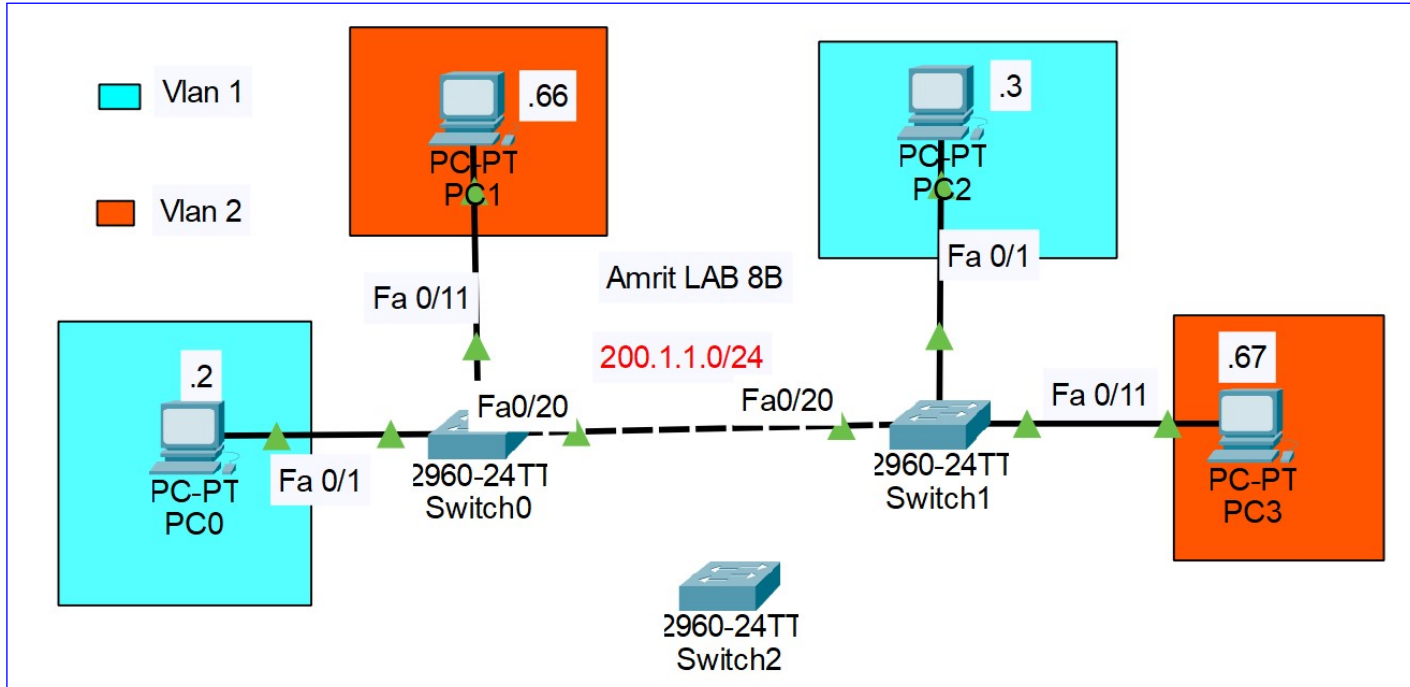 Vlan 1
Vlan 2
.66
PC-PT
PC1
Fa 0/11
.3
PC-PT
PC2
Fa 0/1
Amrit LAB 8B
200.1.1.0/24
.2
PC-PT
PC0
Fa 0/1
Fa0/20
2960-24TT
Switch0
Fa0/20
2960-24TT
Switch1
Fa 0/11
.67
PC-PT
PC3
2960-24TT
Switch2